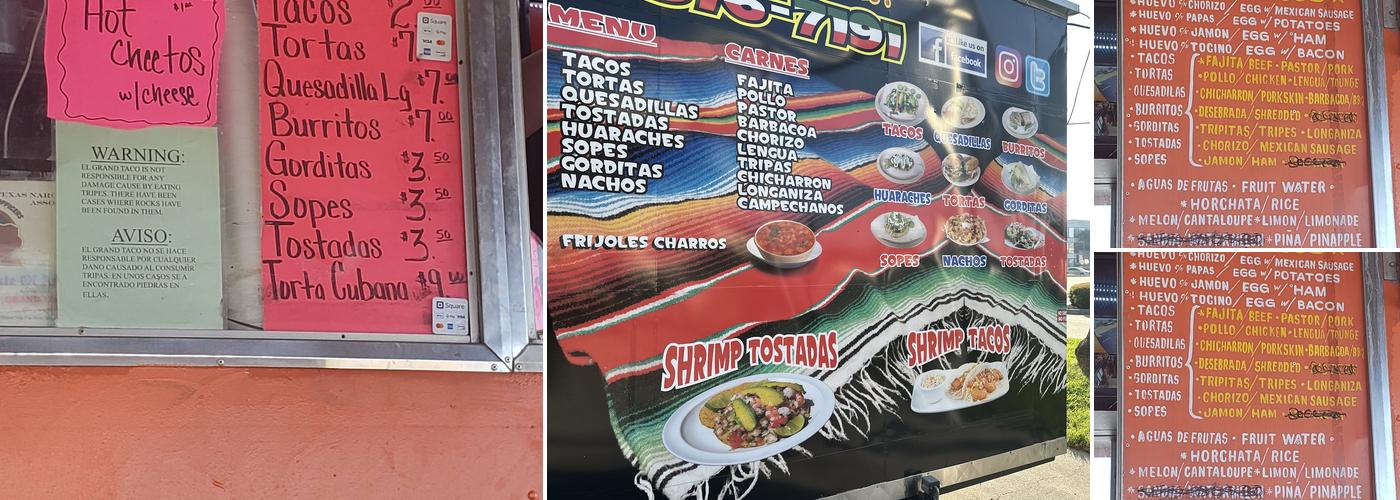 Hot
Cheetos
w/cheese
WARNING:
EL GRAND TACO IS NOT
RESPONSIBLE FOR ANY
DAMAGE CAUSE BY EATING
TRIPES. THERE HAVE BEEN
CASES WHERE ROCKS HAVE
BEEN FOUND IN THEM.
AVISO:
EL GRAND TACO NO SE HACE
RESPONSABLE POR CUALQUIER
DANO CAUSADO AL CONSUMIR
TRIPAS. EN UNOS CASOS SE A
ENCONTRADO PIEDRAS EN
ELLAS.
Tacos 2
Tortas $7
Quesadilla Lg $7.00
Burritos $7.00
Gorditas $3.50
Sopes $3.50
Tostadas $3.50
Torta Cubana $9
Square
Square
-7191
MENU
TACOS
TORTAS
QUESADILLAS
TOSTADAS
HUARACHES
SOPES
GORDITAS
NACHOS
FRIJOLES CHARROS
CARNES
FAJITA
POLLO
PASTOR
BARBACOA
CHORIZO
LENGUA
TRIPAS
CHICHARRON
LONGANIZA
CAMPECHANOS
like us on
facebook
TACOS
QUESADILLAS
BURRITOS
HUARACHES
TORTAS
GORDITAS
SOPES
NACHOS
TOSTADAS
SHRIMP TOSTADAS
SHRIMP TACOS
HUEVO c/ CHORIZO / EGG w/ MEXICAN SAUSAGE
HUEVO c/ PAPAS / EGG w/ POTATOES
HUEVO c/ JAMON / EGG w/ HAM
HUEVO c/ TOCINO / EGG w/ BACON
TACOS
TORTAS
QUESADILAS
BURRITOS
GORDITAS
TOSTADAS
SOPES
FAJITA/BEEF·PASTOR/PORK
POLLO/CHICKEN·LENGUA/TOUNGE
CHICHARRON/PORKSKIN·BARBACOA/BBQ
DESEBRADA/SHREDDED
TRIPITAS/TRIPES·LONGANIZA
CHORIZO/MEXICAN SAUSAGE
JAMON/HAM
AGUAS DE FRUTAS · FRUIT WATER
HORCHATA/RICE
MELON/CANTALOUPE*LIMON/LIMONADE
PIÑA/PINAPPLE
HUEVO c/ CHORIZO / EGG w/ MEXICAN SAUSAGE
HUEVO c/ PAPAS / EGG w/ POTATOES
HUEVO c/ JAMON / EGG w/ HAM
HUEVO c/ TOCINO / EGG w/ BACON
TACOS
TORTAS
QUESADILAS
BURRITOS
GORDITAS
TOSTADAS
SOPES
FAJITA/BEEF·PASTOR/PORK
POLLO/CHICKEN·LENGUA/TOUNGE
CHICHARRON/PORKSKIN·BARBACOA/BBQ
DESEBRADA/SHREDDED
TRIPITAS/TRIPES·LONGANIZA
CHORIZO/MEXICAN SAUSAGE
JAMON/HAM
AGUAS DE FRUTAS · FRUIT WATER
HORCHATA/RICE
MELON/CANTALOUPE*LIMON/LIMONADE
PIÑA/PINAPPLE